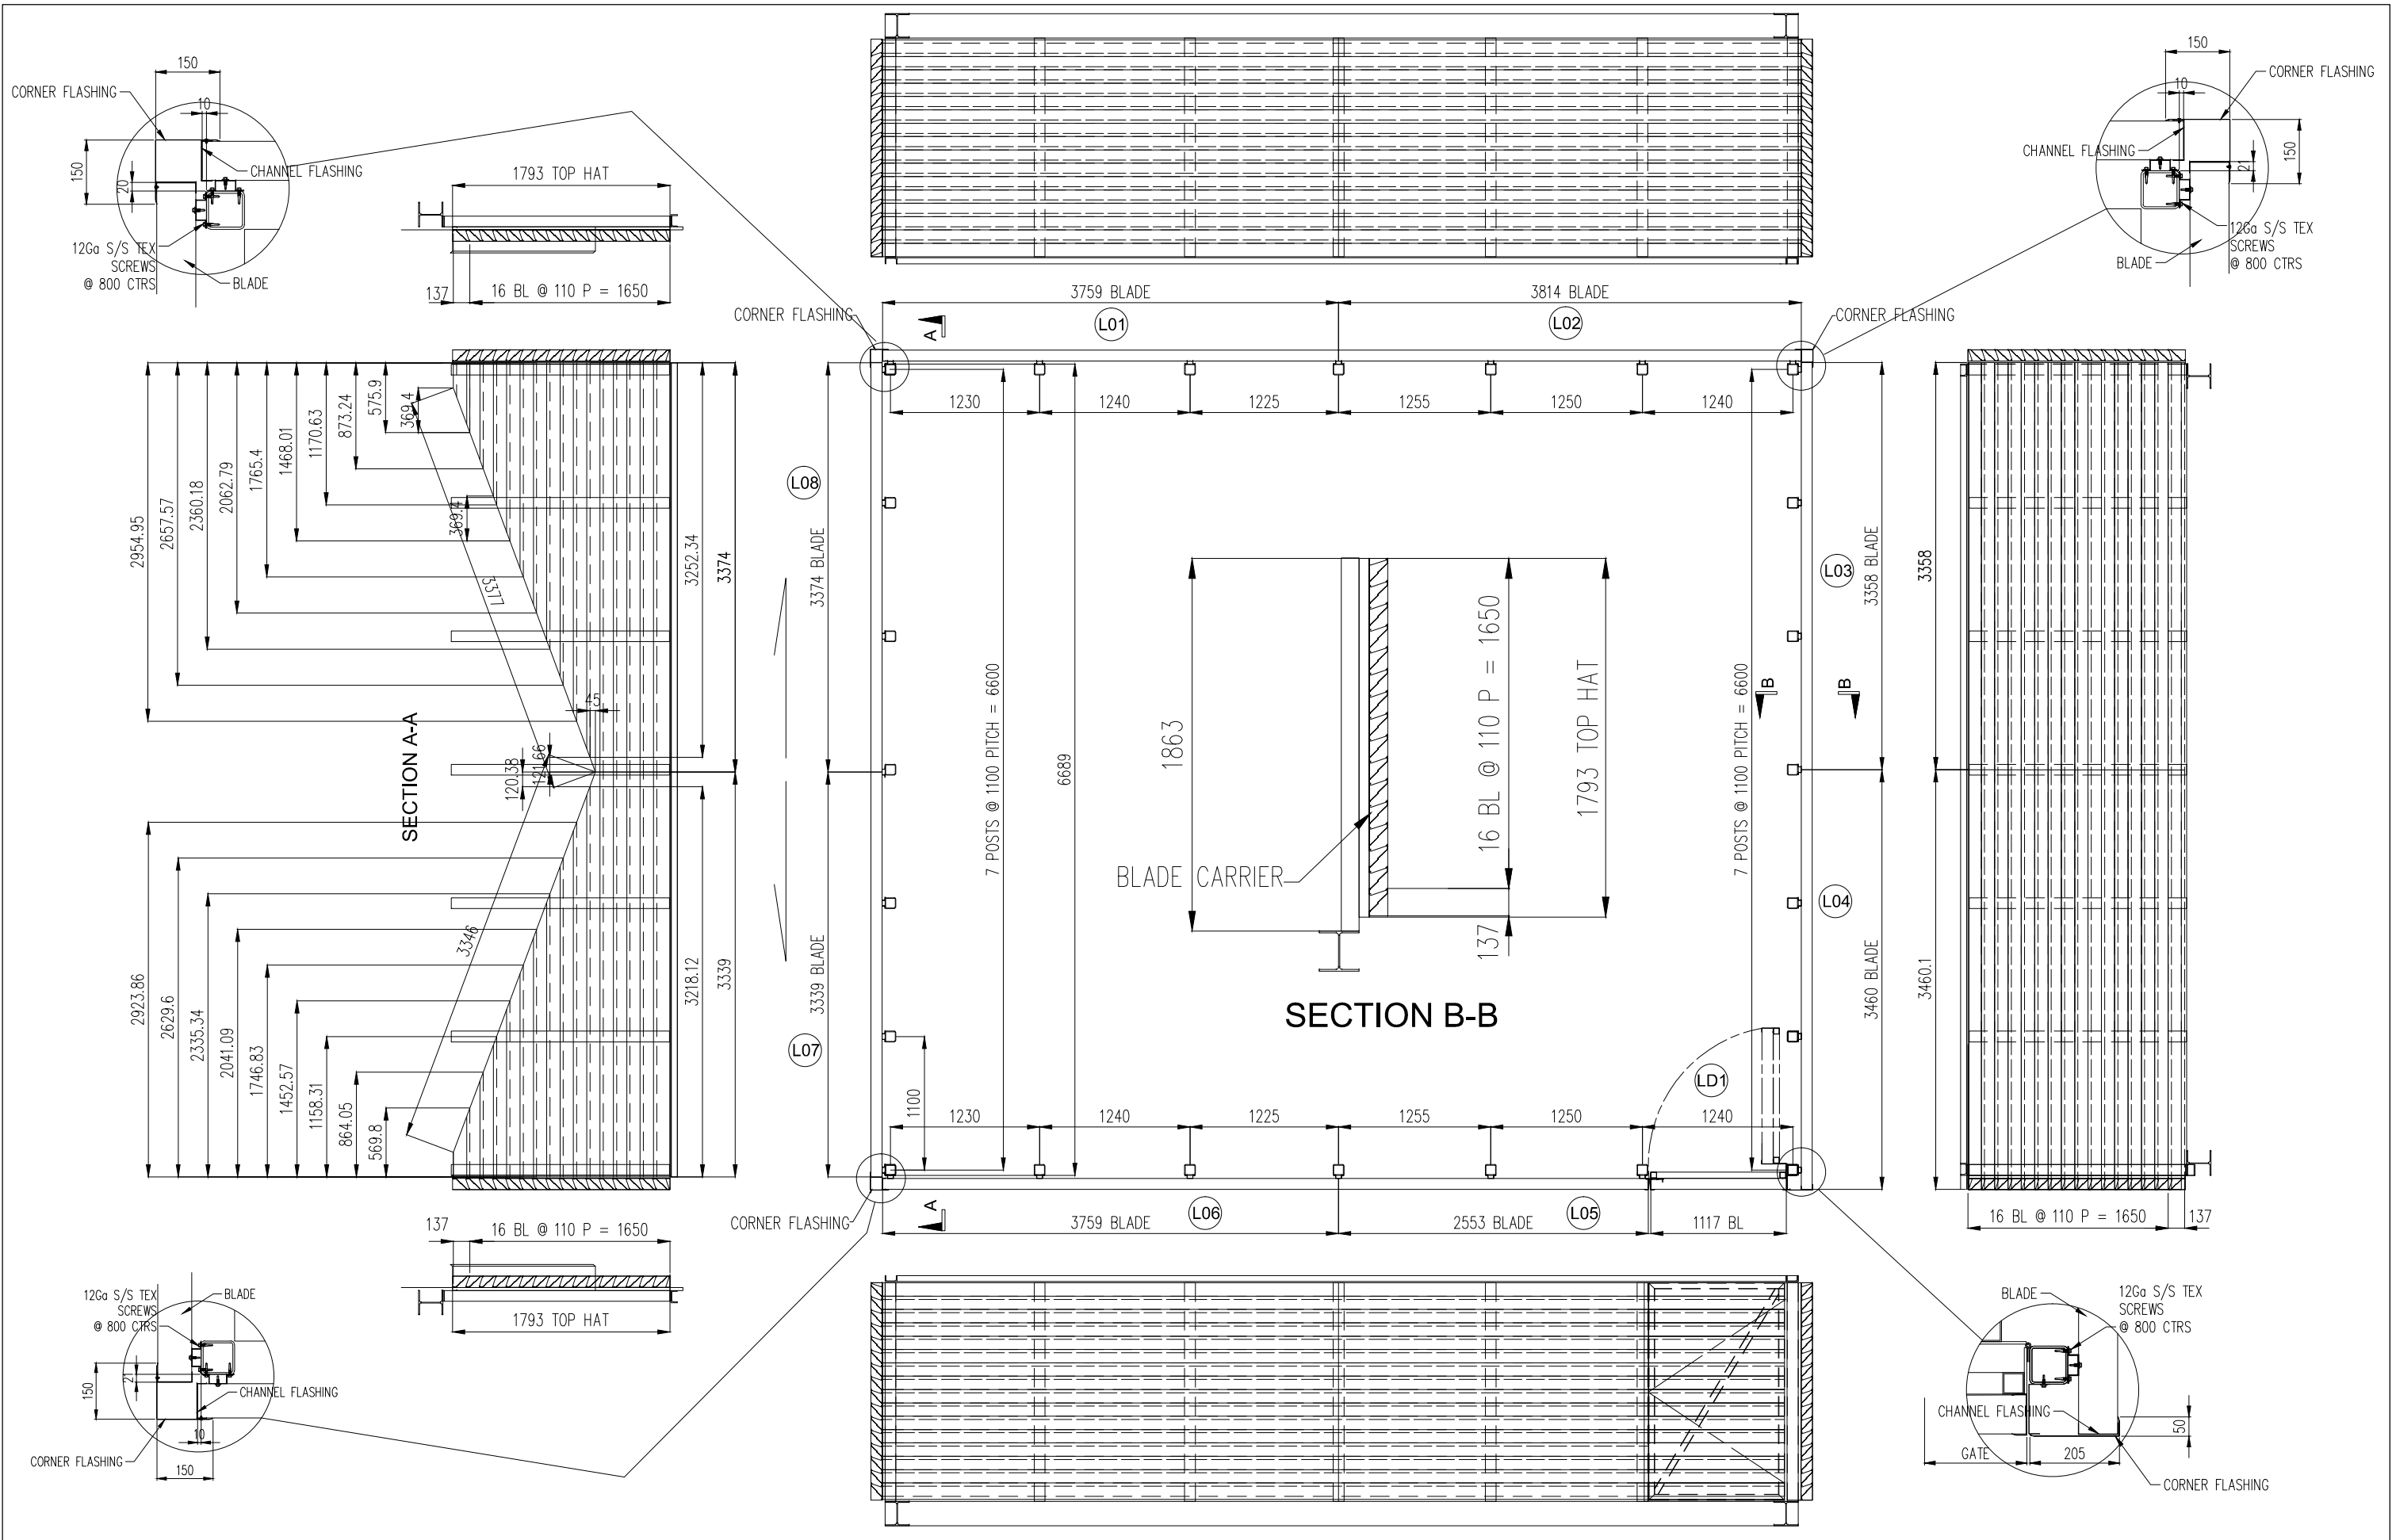 150
CORNER FLASHING
10
150
20
CHANNEL FLASHING
12Ga S/S TEX
SCREWS
@ 800 CTRS
BLADE
1793 TOP HAT
137
16 BL @ 110 P = 1650
150
CORNER FLASHING
10
CHANNEL FLASHING
150
21
12Ga S/S TEX
SCREWS
@ 800 CTRS
BLADE
CORNER FLASHING
A
3759 BLADE
L01
3814 BLADE
L02
CORNER FLASHING
1230
1240
1225
1255
1250
1240
2954.95
2657.57
2360.18
2062.79
1765.4
1468.01
1170.63
873.24
575.9
369.4
369.4
3377
3252.34
3374
45
121.66
120.38
SECTION A-A
3346
2923.86
2629.6
2335.34
2041.09
1746.83
1452.57
1158.31
864.05
569.8
3218.12
3339
L08
3374 BLADE
3339 BLADE
L07
7 POSTS @ 1100 PITCH = 6600
6689
1863
BLADE CARRIER
16 BL @ 110 P = 1650
137
1793 TOP HAT
SECTION B-B
7 POSTS @ 1100 PITCH = 6600
B
B
L03
3358 BLADE
L04
3460 BLADE
3358
3460.1
1100
LD1
1230
1240
1225
1255
1250
1240
CORNER FLASHING
A
3759 BLADE
L06
2553 BLADE
L05
1117 BL
16 BL @ 110 P = 1650
137
137
16 BL @ 110 P = 1650
1793 TOP HAT
12Ga S/S TEX
SCREWS
@ 800 CTRS
BLADE
150
21
CHANNEL FLASHING
10
CORNER FLASHING
150
BLADE
12Ga S/S TEX
SCREWS
@ 800 CTRS
CHANNEL FLASHING
50
GATE
205
CORNER FLASHING